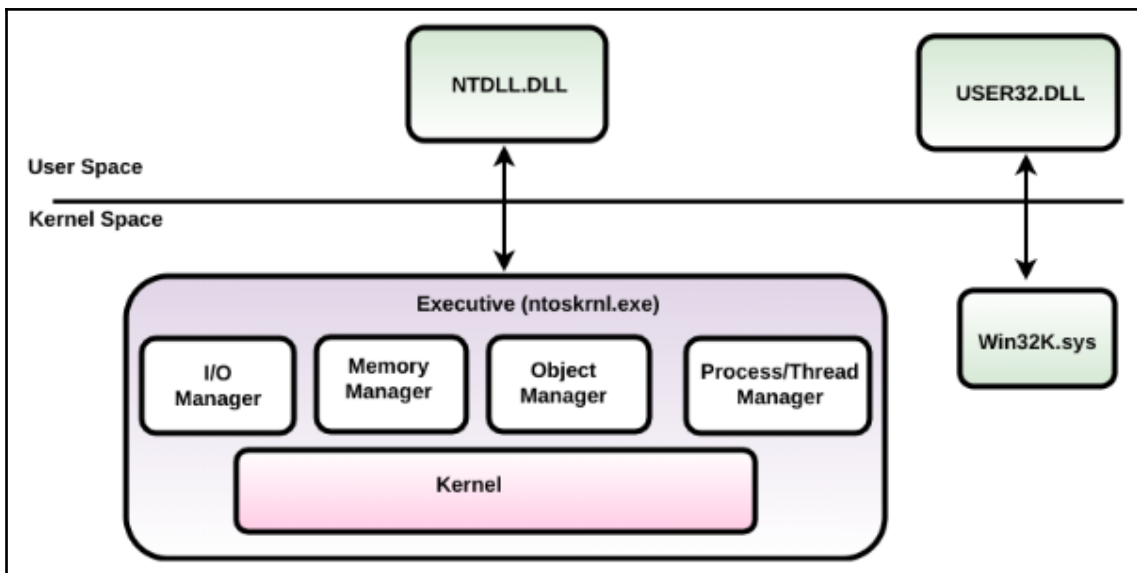 NTDLL.DLL
USER32.DLL
User Space
Kernel Space
Executive (ntoskrnl.exe)
I/O
Manager
Memory
Manager
Object
Manager
Process/Thread
Manager
Win32K.sys
Kernel